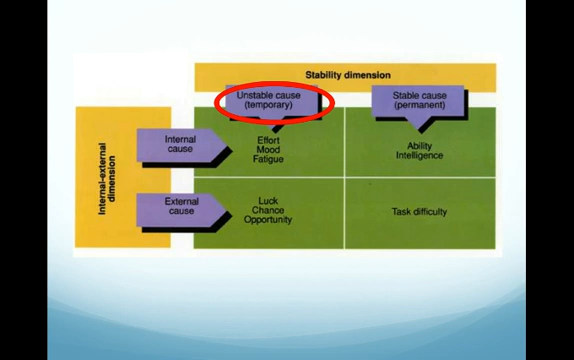 Stability dimension
Unstable cause
(temporary)
Stable cause
(permanent)
Internal-external
dimension
Internal
cause
Effort
Mood
Fatigue
Ability
Intelligence
External
cause
Luck
Chance
Opportunity
Task difficulty